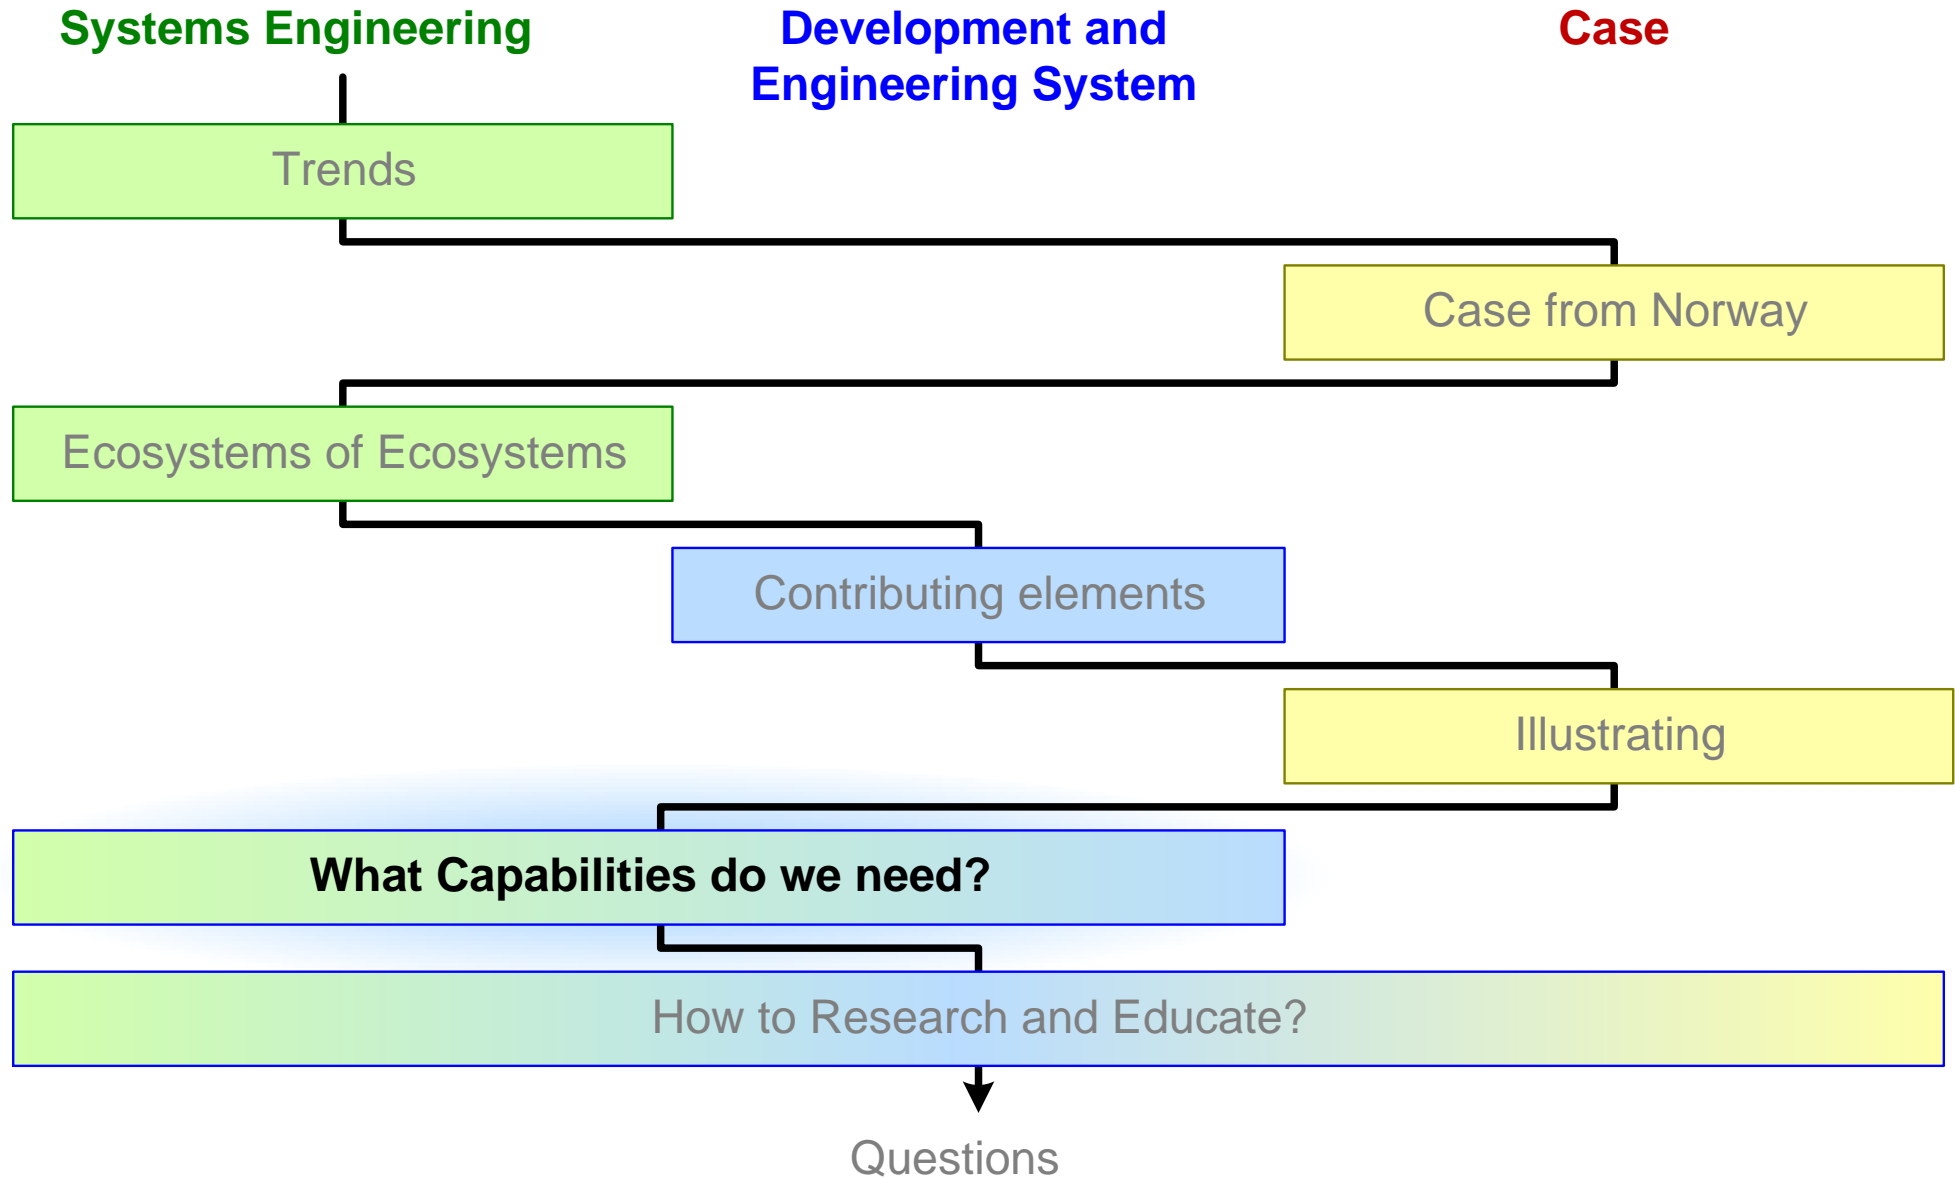 Systems Engineering
Development and
Engineering System
Case
Trends
Case from Norway
Ecosystems of Ecosystems
Contributing elements
Illustrating
What Capabilities do we need?
How to Research and Educate?
Questions